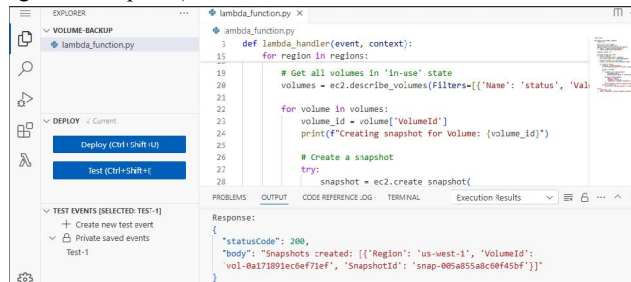 EXPLORER
VOLUME-BACKUP
lambda_function.py
DEPLOY ✓ Current
Deploy (Ctrl+Shift+U)
Test (Ctrl+Shift+I)
TEST EVENTS [SELECTED: TEST-1]
+ Create new test event
Private saved events
Test-1
lambda_function.py
lambda_function.py
3 def lambda_handler(event, context):
15 for region in regions:
19 # Get all volumes in 'in-use' state
20 volumes = ec2.describe_volumes(Filters=[{'Name': 'status',
21
22 for volume in volumes:
23 volume_id = volume['VolumeId']
24 print(f"Creating snapshot for Volume: {volume_id}")
25
26 # Create a snapshot
27 try:
28 snapshot = ec2.create_snapshot(
PROBLEMS OUTPUT CODE REFERENCE LOG TERMINAL Execution Results
Response:
{
"statusCode": 200,
"body": "Snapshots created: [{'Region': 'us-west-1', 'VolumeId':
'vol-0a171891ec6ef71ef', 'SnapshotId': 'snap-005a855a8c60f45bf'}]"
}